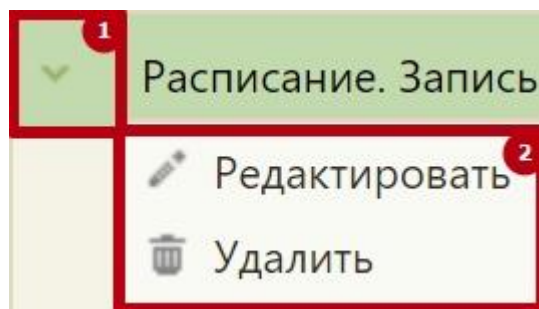 1
Расписание. Запись
2
Редактировать
Удалить